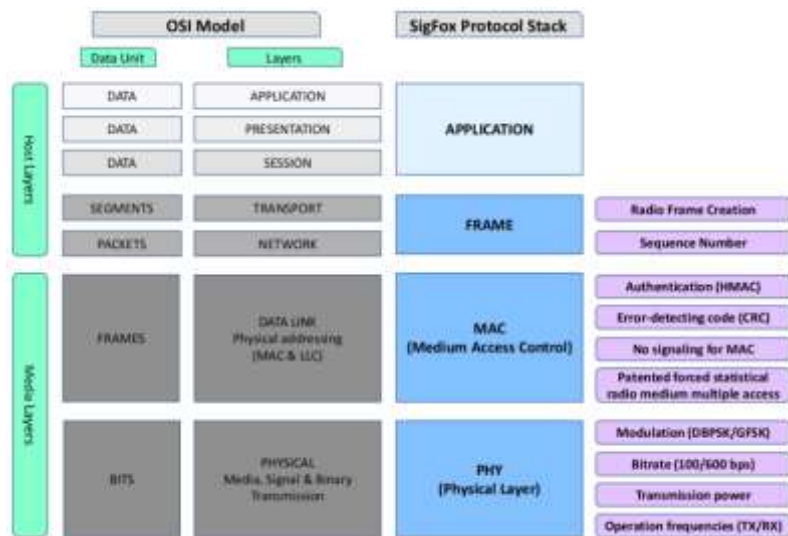 OSI Model
SigFox Protocol Stack
Data Unit
Layers
Host Layers
DATA
APPLICATION
DATA
PRESENTATION
DATA
SESSION
APPLICATION
SEGMENTS
TRANSPORT
PACKETS
NETWORK
FRAME
Radio Frame Creation
Sequence Number
Media Layers
FRAMES
DATA LINK
Physical addressing
(MAC & LLC)
MAC
(Medium Access Control)
Authentication (HMAC)
Error-detecting code (CRC)
No signaling for MAC
Patented forced statistical
radio medium multiple access
BITS
PHYSICAL
Media, Signal & Binary
Transmission
PHY
(Physical Layer)
Modulation (DBPSK/GFSK)
Bitrate (100/600 bps)
Transmission power
Operation frequencies (TX/RX)